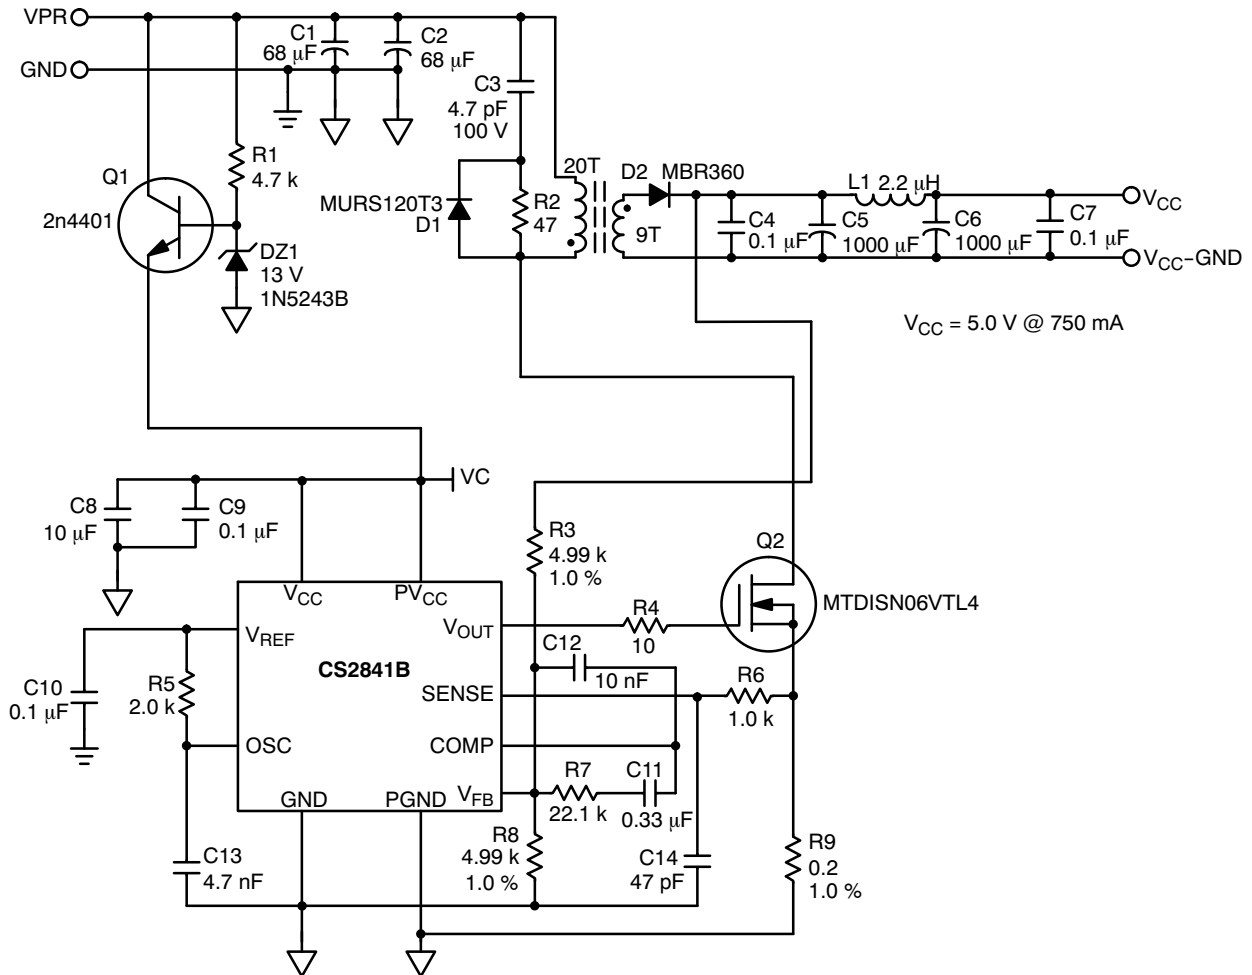 VPR
GND
C1
68 μF
C2
68 μF
C3
4.7 pF
100 V
R1
4.7 k
Q1
2n4401
DZ1
13 V
1N5243B
MURS120T3
D1
R2
47
20T
9T
D2
MBR360
C4
0.1 μF
C5
1000 μF
L1 2.2 μH
C6
1000 μF
C7
0.1 μF
VCC
VCC-GND
VCC = 5.0 V @ 750 mA
VC
C8
10 μF
C9
0.1 μF
R3
4.99 k
1.0 %
Q2
MTDISN06VTL4
VCC
PVCC
VREF
VOUT
CS2841B
SENSE
OSC
COMP
GND
PGND
VFB
R4
10
C12
10 nF
R6
1.0 k
C10
0.1 μF
R5
2.0 k
R7
22.1 k
C11
0.33 μF
R8
4.99 k
1.0 %
C13
4.7 nF
C14
47 pF
R9
0.2
1.0 %